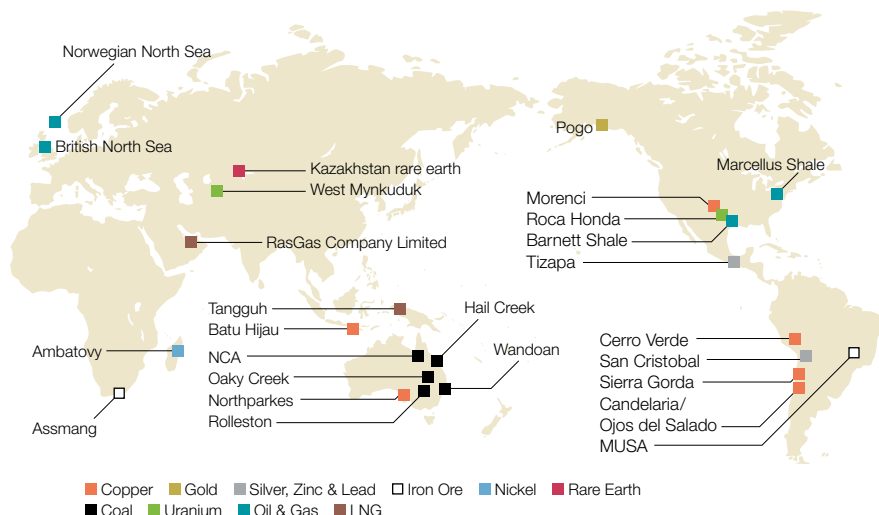 Norwegian North Sea
British North Sea
Kazakhstan rare earth
West Mynkuduk
RasGas Company Limited
Tangguh
Batu Hijau
Hail Creek
Ambatovy
NCA
Wandoan
Oaky Creek
Northparkes
Rolleston
Assmang
Pogo
Marcellus Shale
Morenci
Roca Honda
Barnett Shale
Tizapa
Cerro Verde
San Cristobal
Sierra Gorda
Candelaria/
Ojos del Salado
MUSA
Copper Gold Silver, Zinc & Lead Iron Ore Nickel Rare Earth
Coal Uranium Oil & Gas LNG